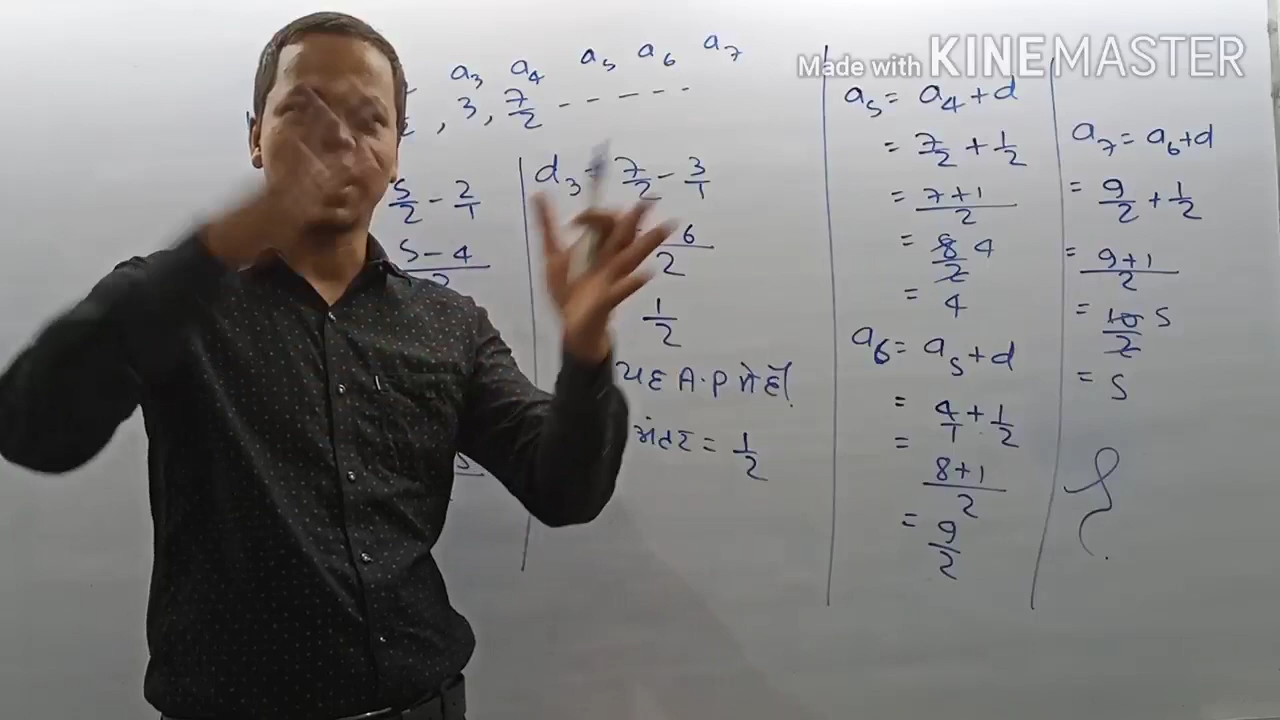 Made with KINEMASTER
a₃ a₄ a₅ a₆ a₇
, 3, 7/2 - - - - - -
5/2 - 2/1
5-4
d₃ = 7/2 - 3/1
6/2
1/2
A.P
અંતર = 1/2
a₅ = a₄+d
= 7/2 + 1/2
= 7+1/2
= 8/2 4
= 4
a₆ = a₅+d
= 4/1 + 1/2
= 8+1/2
= 9/2
a₇ = a₆+d
= 9/2 + 1/2
= 9+1/2
= 10/2 5
= 5